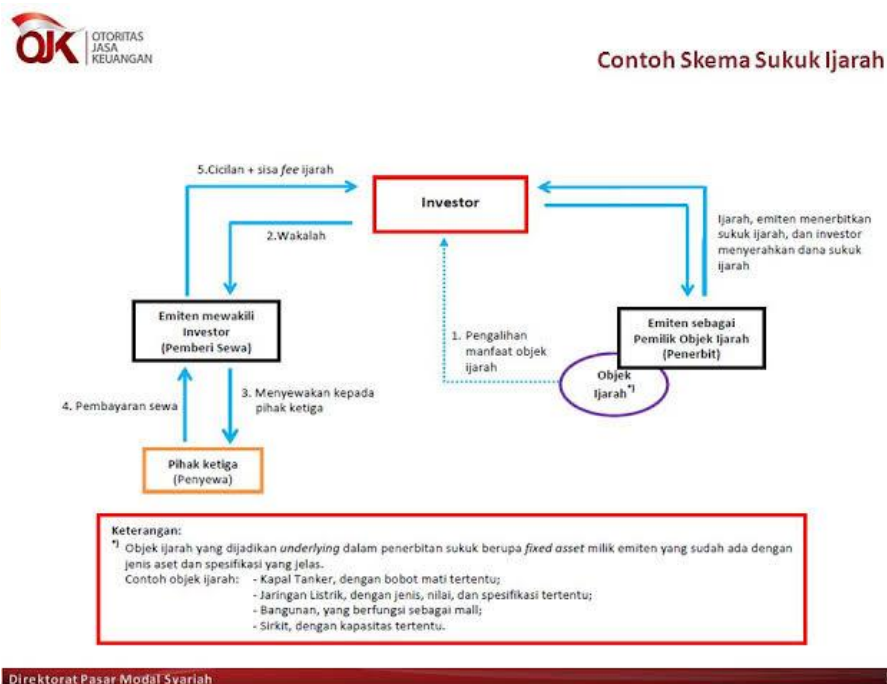 OJK
OTORITAS
JASA
KEUANGAN
Contoh Skema Sukuk Ijarah
5.Cicilan + sisa fee ijarah
Investor
2.Wakalah
Ijarah, emiten menerbitkan
sukuk ijarah, dan investor
menyerahkan dana sukuk
ijarah
Emiten mewakili
Investor
(Pemberi Sewa)
1. Pengalihan
manfaat objek
ijarah
Emiten sebagai
Pemilik Objek Ijarah
(Penerbit)
Objek
Ijarah*)
4. Pembayaran sewa
3. Menyewakan kepada
pihak ketiga
Pihak ketiga
(Penyewa)
Keterangan:
*) Objek ijarah yang dijadikan underlying dalam penerbitan sukuk berupa fixed asset milik emiten yang sudah ada dengan
jenis aset dan spesifikasi yang jelas.
Contoh objek ijarah: - Kapal Tanker, dengan bobot mati tertentu;
- Jaringan Listrik, dengan jenis, nilai, dan spesifikasi tertentu;
- Bangunan, yang berfungsi sebagai mall;
- Sirkit, dengan kapasitas tertentu.
Direktorat Pasar Modal Syariah